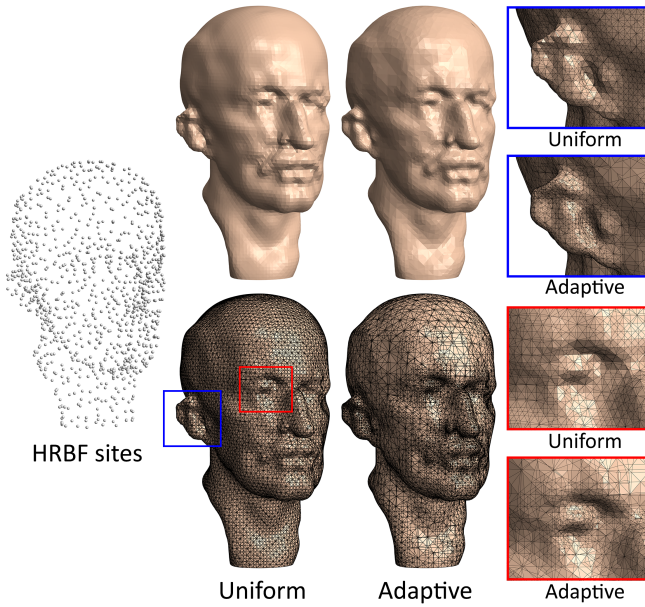 Uniform
Adaptive
HRBF sites
Uniform
Adaptive
Uniform
Adaptive